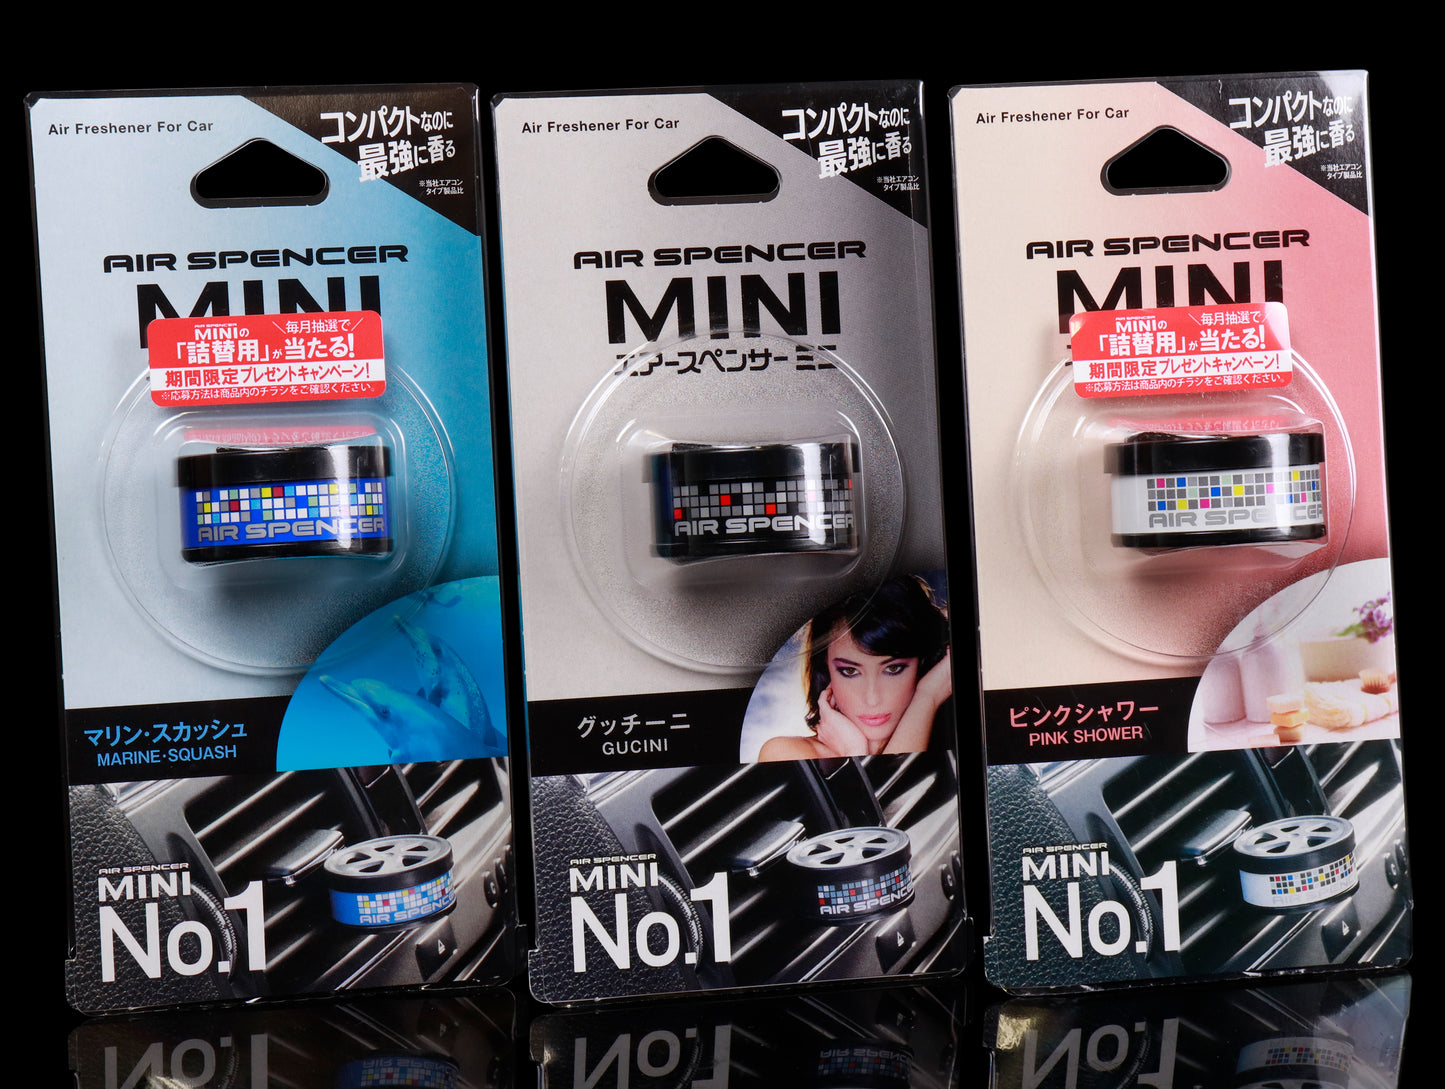 Air Freshener For Car
コンパクトなのに
最強に香る
※当社エアコン
タイプ製品比
AIR SPENCER
MINI
AIR SPENCER
MINIの
毎月抽選で
「詰替用」が当たる!
期間限定プレゼントキャンペーン!
※応募方法は商品内のチラシをご確認ください。
AIR SPENCER
マリン・スカッシュ
MARINE・SQUASH
AIR SPENCER
MINI
No.1
AIR SPENCER
Air Freshener For Car
コンパクトなのに
最強に香る
※当社エアコン
タイプ製品比
AIR SPENCER
MINI
エアースペンサー ミニ
AIR SPENCER
グッチーニ
GUCINI
AIR SPENCER
MINI
No.1
AIR SPENCER
Air Freshener For Car
コンパクトなのに
最強に香る
※当社エアコン
タイプ製品比
AIR SPENCER
MINI
AIR SPENCER
MINIの
毎月抽選で
「詰替用」が当たる!
期間限定プレゼントキャンペーン!
※応募方法は商品内のチラシをご確認ください。
AIR SPENCER
ピンクシャワー
PINK SHOWER
AIR SPENCER
MINI
No.1
AIR SPENCER